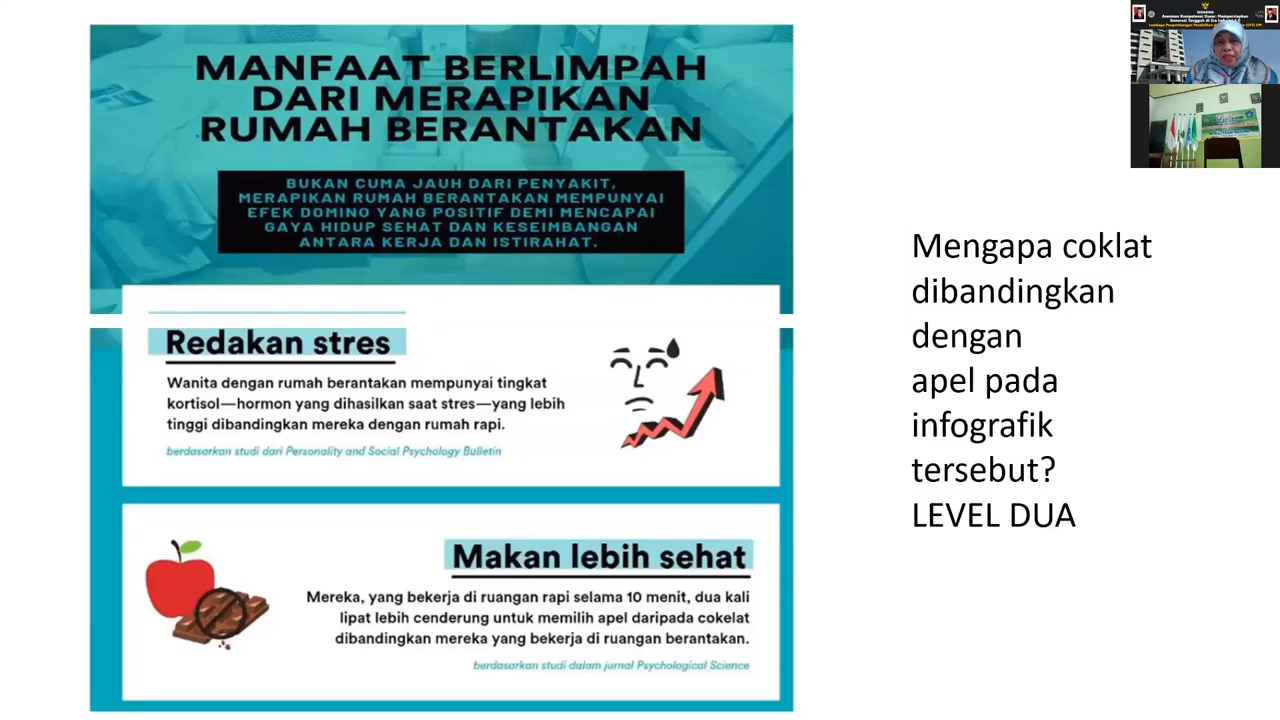 MANFAAT BERLIMPAH
DARI MERAPIKAN
RUMAH BERANTAKAN
BUKAN CUMA JAUH DARI PENYAKIT,
MERAPIKAN RUMAH BERANTAKAN MEMPUNYAI
EFEK DOMINO YANG POSITIF DEMI MENCAPAI
GAYA HIDUP SEHAT DAN KESEIMBANGAN
ANTARA KERJA DAN ISTIRAHAT.
Redakan stres
Wanita dengan rumah berantakan mempunyai tingkat
kortisol—hormon yang dihasilkan saat stres—yang lebih
tinggi dibandingkan mereka dengan rumah rapi.
berdasarkan studi dari Personality and Social Psychology Bulletin
Makan lebih sehat
Mereka, yang bekerja di ruangan rapi selama 10 menit, dua kali
lipat lebih cenderung untuk memilih apel daripada cokelat
dibandingkan mereka yang bekerja di ruangan berantakan.
berdasarkan studi dalam jurnal Psychological Science
Mengapa coklat
dibandingkan
dengan
apel pada
infografik
tersebut?
LEVEL DUA